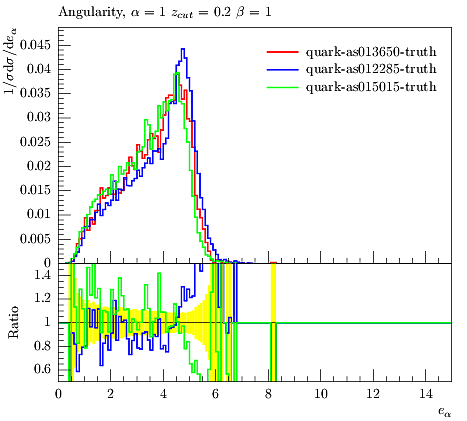 Angularity, α = 1 z_cut = 0.2 β = 1
1/σ dσ/de_α
quark-as013650-truth
quark-as012285-truth
quark-as015015-truth
0.045
0.04
0.035
0.03
0.025
0.02
0.015
0.01
0.005
0
Ratio
1.4
1.2
1
0.8
0.6
0 2 4 6 8 10 12 14
e_α